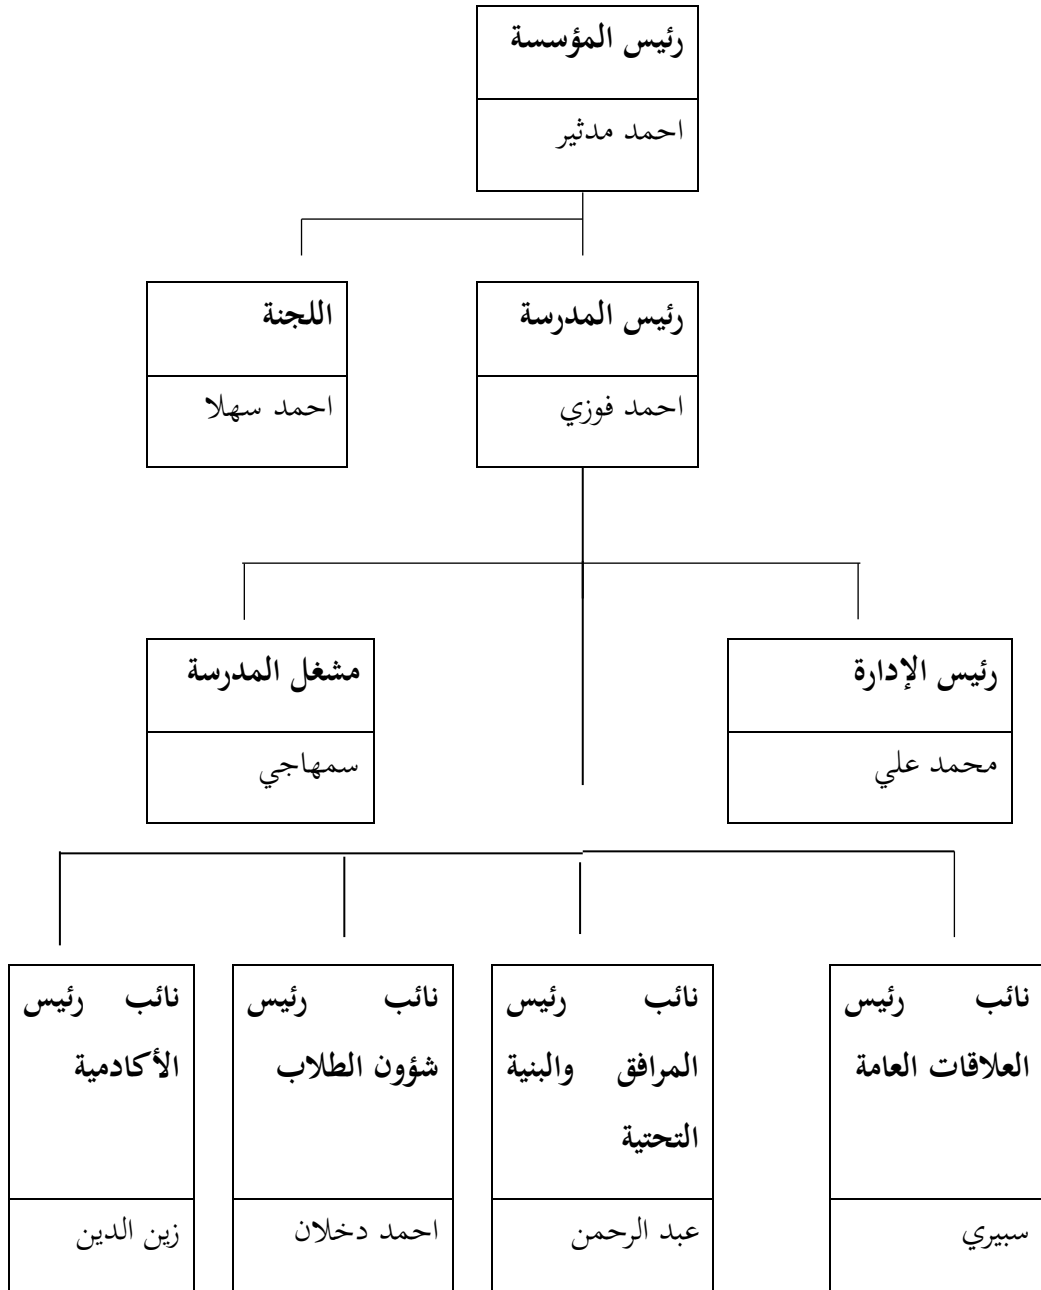 رئيس المؤسسة
احمد مدثير
رئيس المدرسة
احمد فوزي
اللجنة
احمد سهلا
رئيس الإدارة
محمد علي
مشغل المدرسة
سمهاجي
نائب رئيس
العلاقات العامة
سبيري
نائب رئيس
المرافق والبنية
التحتية
عبد الرحمن
نائب رئيس
شؤون الطلاب
احمد دخلان
نائب رئيس
الأكادمية
زين الدين